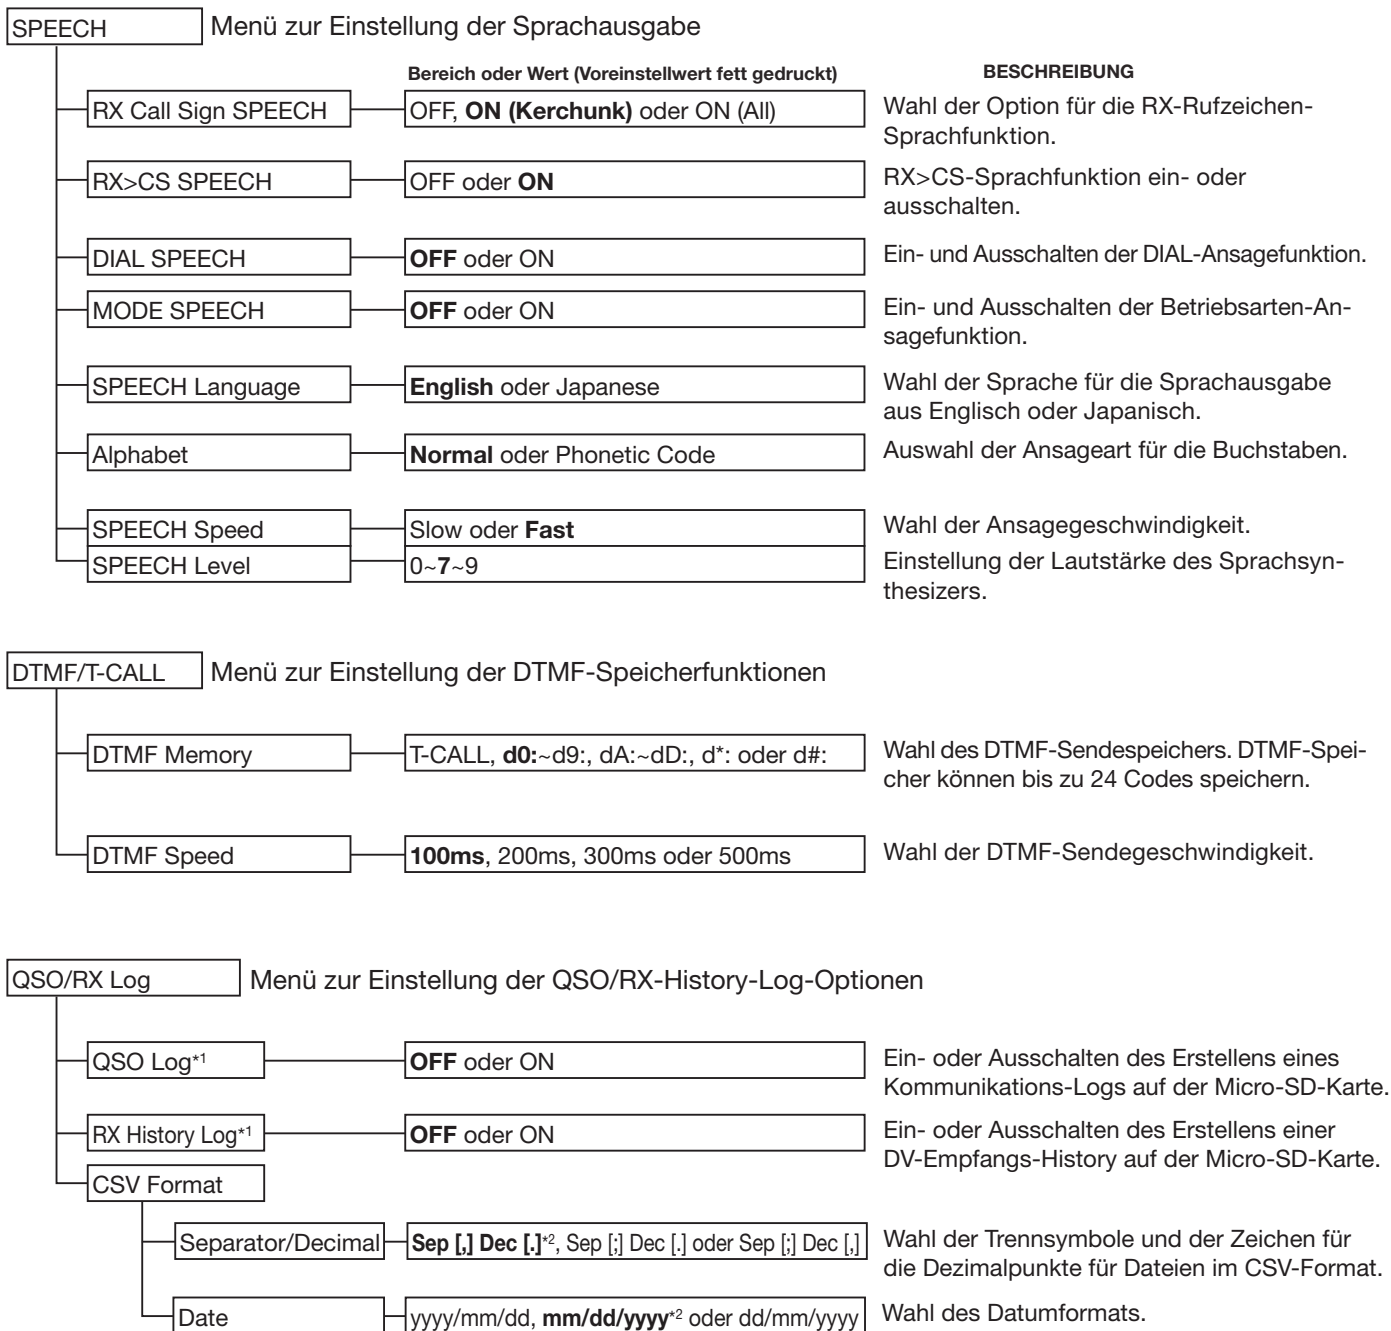 SPEECH Menü zur Einstellung der Sprachausgabe
Bereich oder Wert (Voreinstellwert fett gedruckt) BESCHREIBUNG
RX Call Sign SPEECH OFF, ON (Kerchunk) oder ON (All) Wahl der Option für die RX-Rufzeichen-
Sprachfunktion.
RX>CS SPEECH OFF oder ON RX>CS-Sprachfunktion ein- oder
ausschalten.
DIAL SPEECH OFF oder ON Ein- und Ausschalten der DIAL-Ansagefunktion.
MODE SPEECH OFF oder ON Ein- und Ausschalten der Betriebsarten-An-
sagefunktion.
SPEECH Language English oder Japanese Wahl der Sprache für die Sprachausgabe
aus Englisch oder Japanisch.
Alphabet Normal oder Phonetic Code Auswahl der Ansageart für die Buchstaben.
SPEECH Speed Slow oder Fast Wahl der Ansagegeschwindigkeit.
SPEECH Level 0~7~9 Einstellung der Lautstärke des Sprachsyn-
thesizers.
DTMF/T-CALL Menü zur Einstellung der DTMF-Speicherfunktionen
DTMF Memory T-CALL, d0:~d9:, dA:~dD:, d*: oder d#: Wahl des DTMF-Sendespeichers. DTMF-Spei-
cher können bis zu 24 Codes speichern.
DTMF Speed 100ms, 200ms, 300ms oder 500ms Wahl der DTMF-Sendegeschwindigkeit.
QSO/RX Log Menü zur Einstellung der QSO/RX-History-Log-Optionen
QSO Log*1 OFF oder ON Ein- oder Ausschalten des Erstellens eines
Kommunikations-Logs auf der Micro-SD-Karte.
RX History Log*1 OFF oder ON Ein- oder Ausschalten des Erstellens einer
DV-Empfangs-History auf der Micro-SD-Karte.
CSV Format
Separator/Decimal Sep [,] Dec [.]*2, Sep [;] Dec [.] oder Sep [;] Dec [,] Wahl der Trennsymbole und der Zeichen für
die Dezimalpunkte für Dateien im CSV-Format.
Date yyyy/mm/dd, mm/dd/yyyy*2 oder dd/mm/yyyy Wahl des Datumformats.